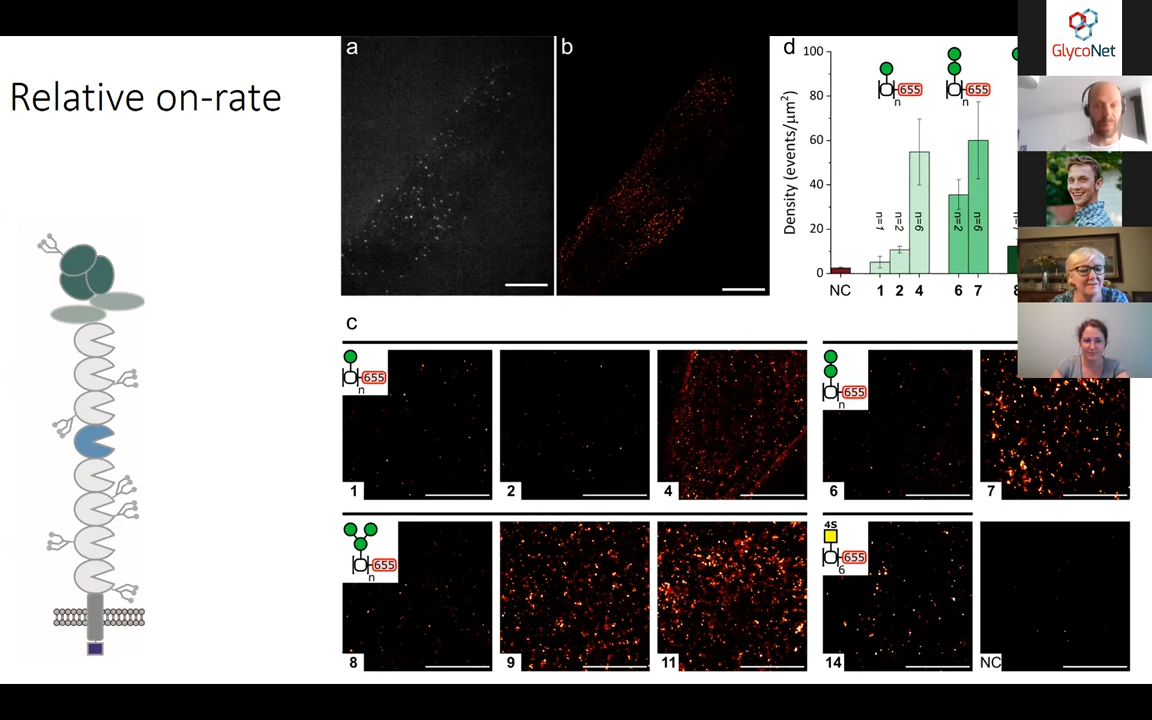 Relative on-rate
a
b
d
GlycoNet
Density (events/μm²)
100
80
60
40
20
0
655
n
655
n
n=1
n=2
n=6
n=2
n=6
NC
1
2
4
6
7
8
c
655
n
1
2
4
655
n
6
7
655
n
8
9
11
4S
655
6
14
NC